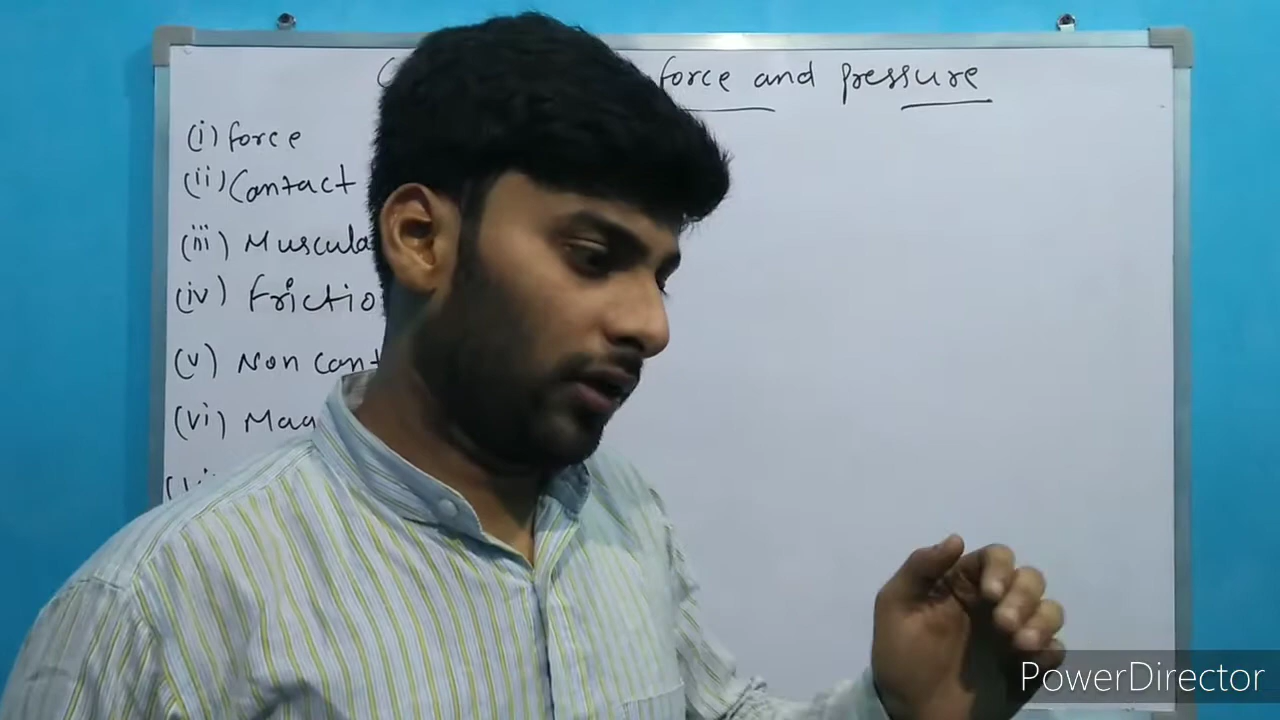 force and pressure
(i) force
(ii) Contact
(iii) Muscula
(iv) Frictio
(v) Non cont
(vi) Mag
PowerDirector